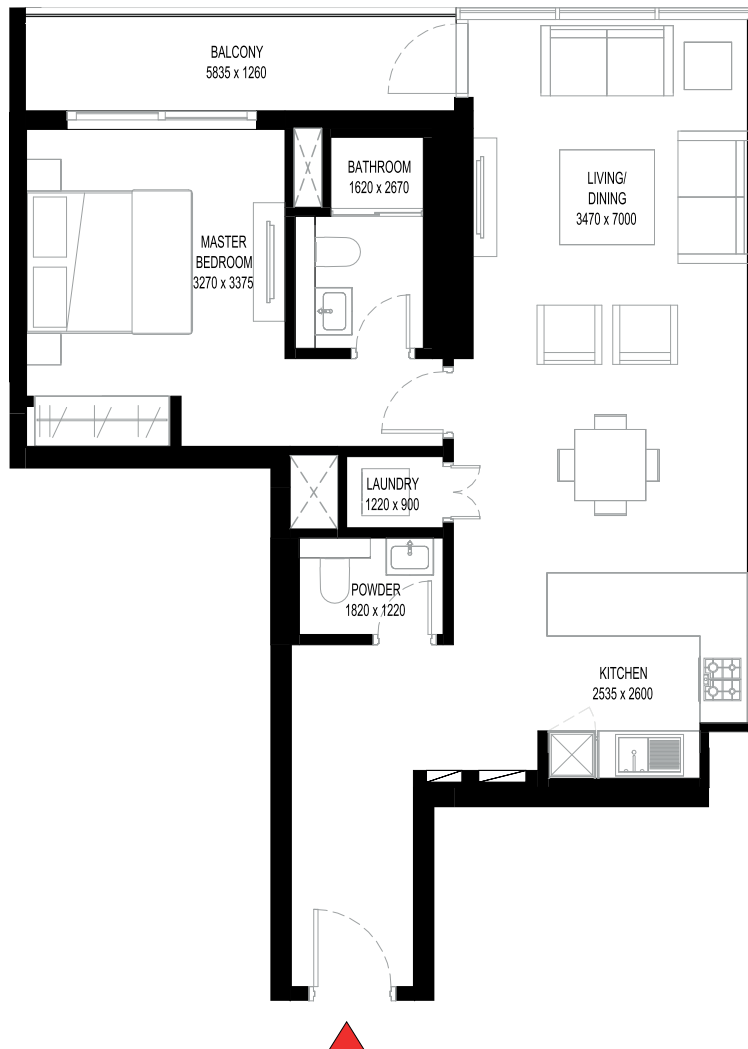 BALCONY
5835 x 1260
BATHROOM
1620 x 2670
LIVING/
DINING
3470 x 7000
MASTER
BEDROOM
3270 x 3375
LAUNDRY
1220 x 900
POWDER
1820 x 1220
KITCHEN
2535 x 2600